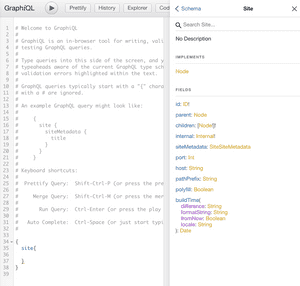 GraphiQL
Prettify
History
Explorer
Cod
1 # Welcome to GraphiQL
2 #
3 # GraphiQL is an in-browser tool for writing, vali
4 # testing GraphQL queries.
5 #
6 # Type queries into this side of the screen, and y
7 # typeaheads aware of the current GraphQL type sch
8 # validation errors highlighted within the text.
9 #
10 # GraphQL queries typically start with a "{" chara
11 # with a # are ignored.
12 #
13 # An example GraphQL query might look like:
14 #
15 # {
16 # site {
17 # siteMetadata {
18 # title
19 # }
20 # }
21 # }
22 #
23 # Keyboard shortcuts:
24 #
25 # Prettify Query: Shift-Ctrl-P (or press the pre
26 #
27 # Merge Query: Shift-Ctrl-M (or press the mer
28 #
29 # Run Query: Ctrl-Enter (or press the play
30 #
31 # Auto Complete: Ctrl-Space (or just start typi
32 #
33
34 {
35 site{
36
37 }
38 }
39
Schema
Site
Search Site...
No Description
IMPLEMENTS
Node
FIELDS
id: ID!
parent: Node
children: [Node!]!
internal: Internal!
siteMetadata: SiteSiteMetadata
port: Int
host: String
pathPrefix: String
polyfill: Boolean
buildTime(
difference: String
formatString: String
fromNow: Boolean
locale: String
): Date